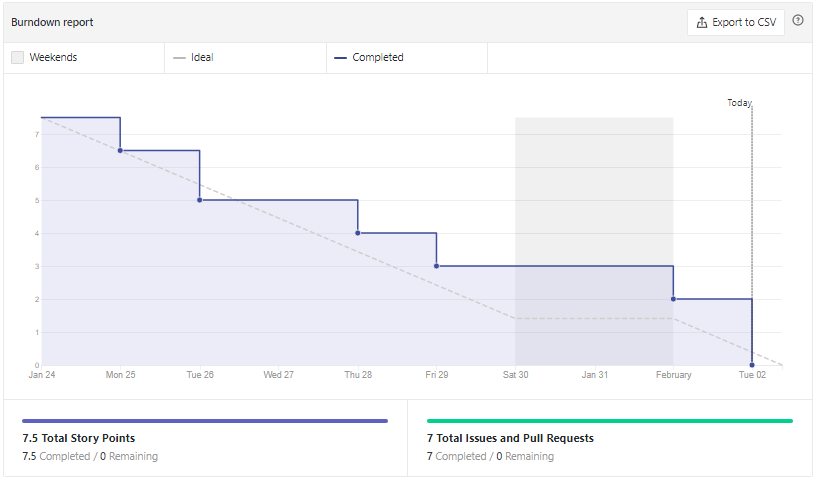 Burndown report
Export to CSV
Weekends
Ideal
Completed
Today
7
6
5
4
3
2
1
0
Jan 24 Mon 25 Tue 26 Wed 27 Thu 28 Fri 29 Sat 30 Jan 31 February Tue 02
7.5 Total Story Points
7.5 Completed / 0 Remaining
7 Total Issues and Pull Requests
7 Completed / 0 Remaining